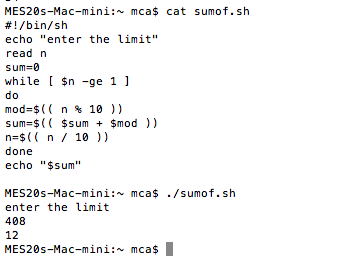 MES20s-Mac-mini:~ mca$ cat sumof.sh
#!/bin/sh
echo "enter the limit"
read n
sum=0
while [ $n -ge 1 ]
do
mod=$(( n % 10 ))
sum=$(( $sum + $mod ))
n=$(( n / 10 ))
done
echo "$sum"
MES20s-Mac-mini:~ mca$ ./sumof.sh
enter the limit
408
12
MES20s-Mac-mini:~ mca$